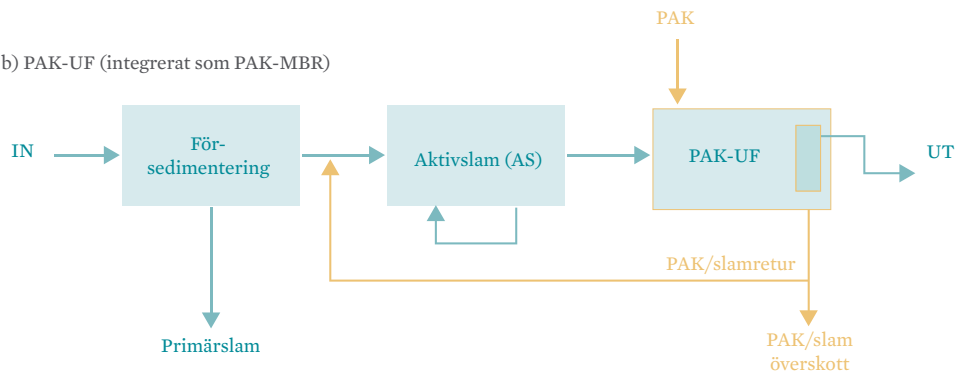 PAK
b) PAK-UF (integrerat som PAK-MBR)
IN
För-
sedimentering
Aktivslam (AS)
PAK-UF
UT
PAK/slamretur
Primärslam
PAK/slam
överskott